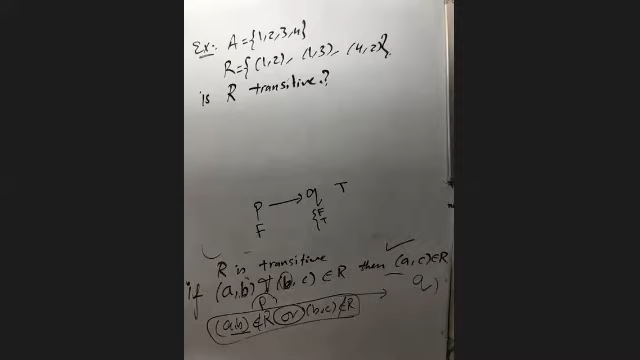 Ex:. A={1,2,3,4}
R={(1,2), (1,3), (4,2)}.
is R transitive.?
P → q T
F {F
T
R is transitive
if (a,b) & (b,c) ∈ R then (a,c) ∈ R
P q
(a,b) ∉ R or (b,c) ∉ R